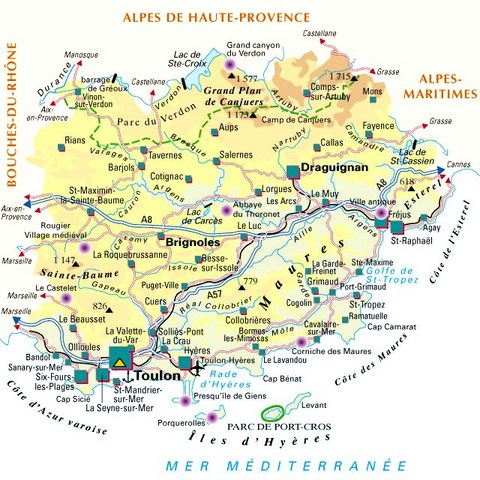 ALPES DE HAUTE-PROVENCE
BOUCHES-DU-RHÔNE
ALPES-
MARITIMES
Manosque
Durance
Aix-
en-Provence
barrage
de Gréoux
Vinon-
sur-Verdon
Castellane
Lac de
Ste-Croix
Verdon
Grand canyon
du Verdon
1 577
Grand Plan
de Canjuers
1 173
Camp de Canjuers
Artuby
Artuby
Comps-
sur-Artuby
1 715
Castellane
Grasse
Mons
Parc du Verdon
Rians
Varages
Tavernes
Barjols
Bresque
Aups
Salernes
Cotignac
Nartuby
Callas
Camandre
Fayence
Grasse
Lac de
St-Cassien
Cannes
Draguignan
A8
618
Esterel
Côte de l'Esterel
St-Maximin-
la-Sainte-Baume
Aix-en
Provence
Cauron
Argens
Lac
de Carcès
Abbaye
du Thoronet
Lorgues
Les Arcs
Le Muy
Ville antique
Argens
Fréjus
Agay
St-Raphaël
A8
Rougier
Village médiéval
Caramy
Brignoles
Le Luc
Aille
Marseille
1 147
La Roquebrussanne
Issole
Besse-
sur-Issole
Sainte-Baume
Gapeau
Puget-Ville
Cuers
A57
779
Maures
La Garde-
Freinet
Grimaud
Garde
Cogolin
Ste-Maxime
Golfe de
St-Tropez
Port-Grimaud
St-Tropez
Ramatuelle
Cap Camarat
Marseille
Le Castelet
826
Réal Collobrier
Collobrières
Bormes-
les-Mimosas
Môle
Cavalaire-
sur-Mer
Corniche des Maures
Côte des Maures
Marseille
Le Beausset
La Valette-
du-Var
Solliès-Pont
La Crau
Hyères
Toulon-Hyères
Le Lavandou
Bandol
Ollioules
Sanary-sur-Mer
Six-Fours-
les-Plages
Toulon
Rade
d'Hyères
Cap Bénat
Cap Sicié
St-Mandrier-
sur-Mer
La Seyne-sur-Mer
Côte d'Azur varoise
Presqu'île de Giens
Porquerolles
Levant
PARC DE PORT-CROS
Îles d'Hyères
MER MÉDITERRANÉE